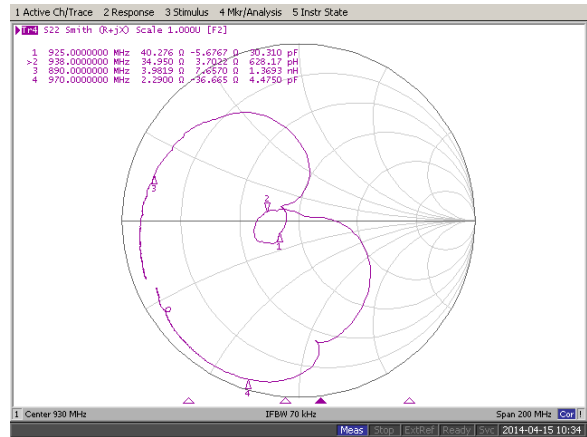 1 Active Ch/Trace 2 Response 3 Stimulus 4 Mkr/Analysis 5 Instr State
Tr4 S22 Smith (R+jX) Scale 1.000U [F2]
1 925.0000000 MHz 40.276 Ω -5.6767 Ω 30.310 pF
>2 938.0000000 MHz 34.950 Ω 3.7022 Ω 628.17 pH
3 890.0000000 MHz 3.9819 Ω 7.6570 Ω 1.3693 nH
4 970.0000000 MHz 2.2900 Ω -36.665 Ω 4.4750 pF
2
3
1
4
1 Center 930 MHz IFBW 70 kHz Span 200 MHz Cor !
Meas Stop ExtRef Ready Svc 2014-04-15 10:34